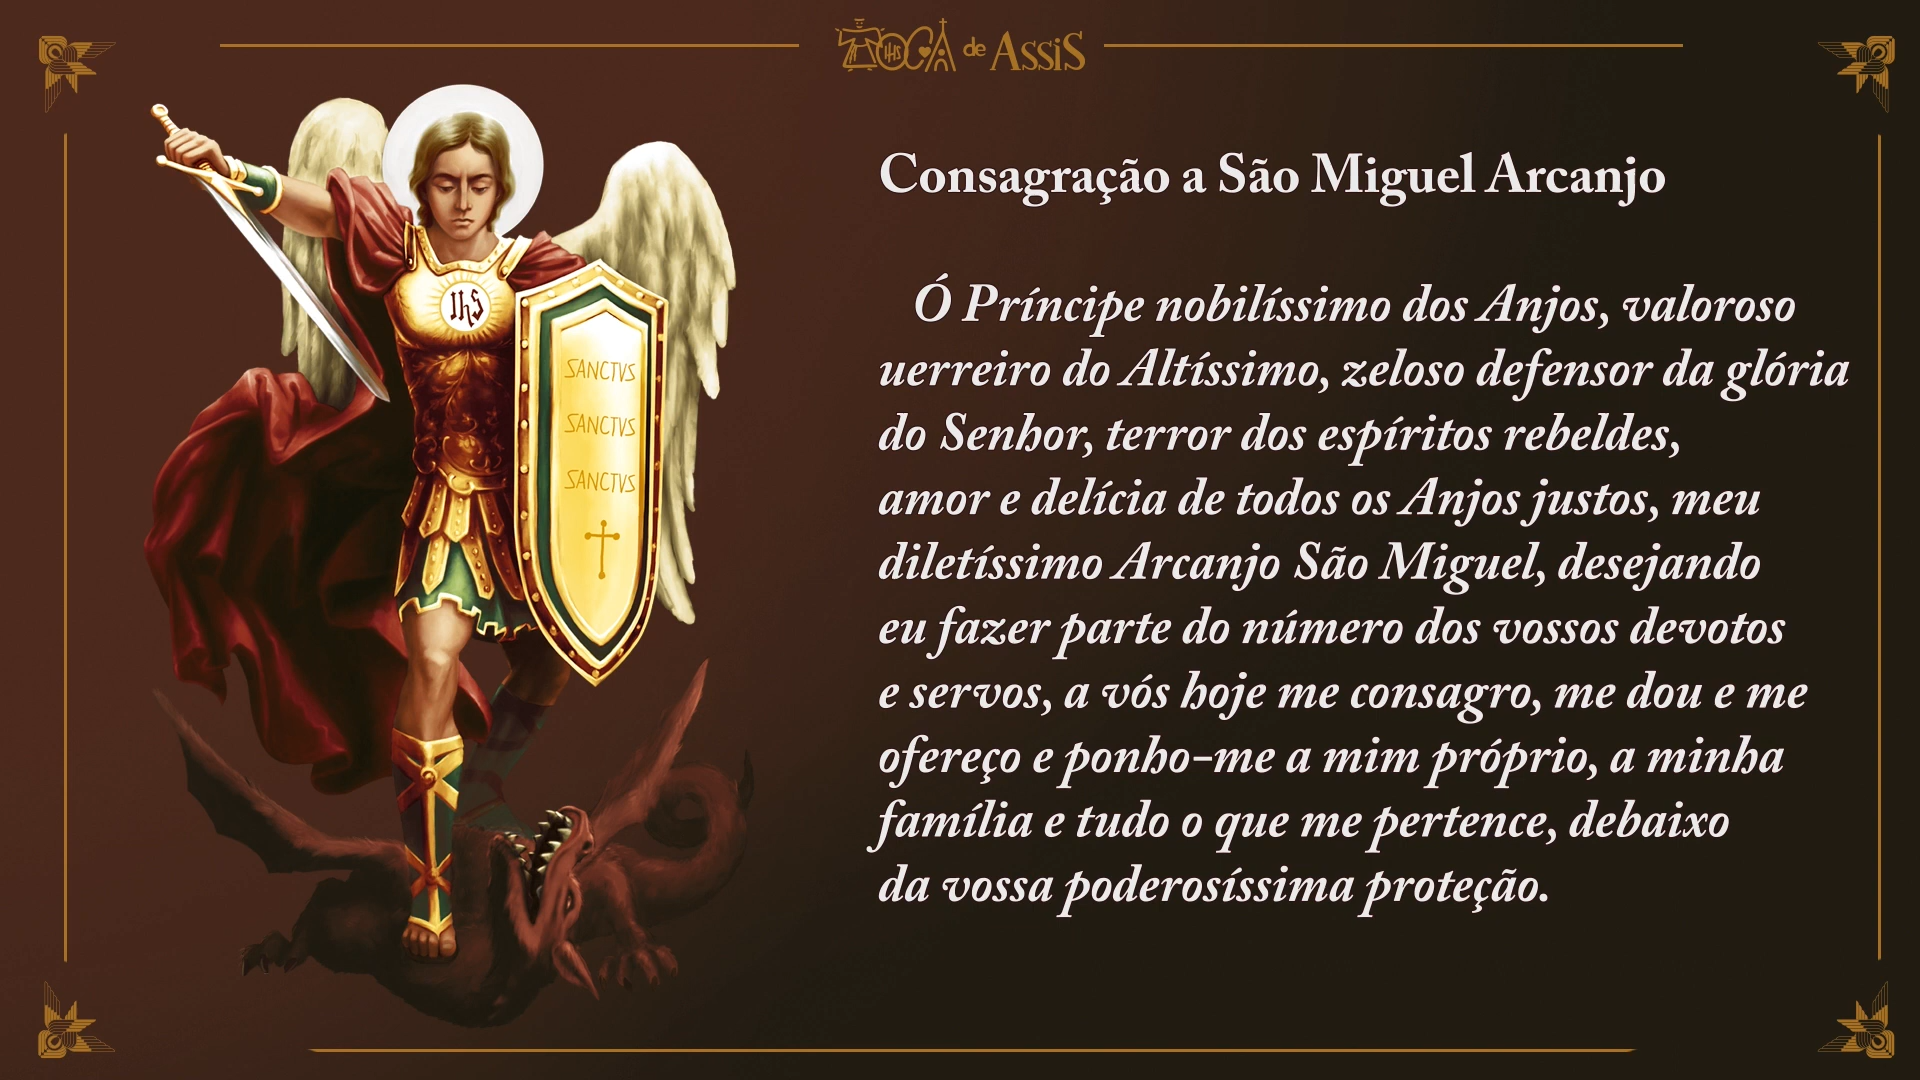 TOCA de ASSiS
IHS
Consagração a São Miguel Arcanjo
IhS
Ó Príncipe nobilíssimo dos Anjos, valoroso
uerreiro do Altíssimo, zeloso defensor da glória
do Senhor, terror dos espíritos rebeldes,
amor e delícia de todos os Anjos justos, meu
diletíssimo Arcanjo São Miguel, desejando
eu fazer parte do número dos vossos devotos
e servos, a vós hoje me consagro, me dou e me
ofereço e ponho-me a mim próprio, a minha
família e tudo o que me pertence, debaixo
da vossa poderosíssima proteção.
SANCTVS
SANCTVS
SANCTVS